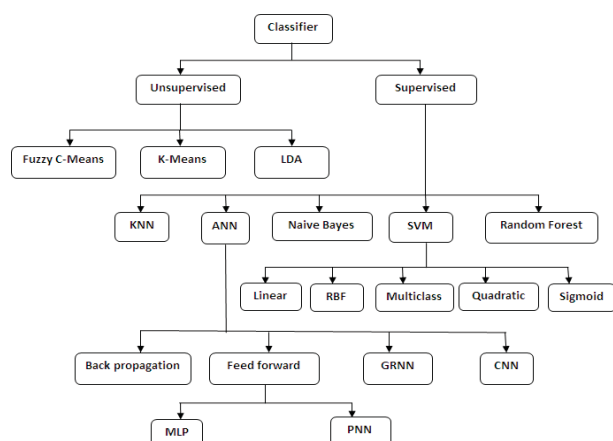 Classifier
Unsupervised
Supervised
Fuzzy C-Means
K-Means
LDA
KNN
ANN
Naive Bayes
SVM
Random Forest
Linear
RBF
Multiclass
Quadratic
Sigmoid
Back propagation
Feed forward
GRNN
CNN
MLP
PNN